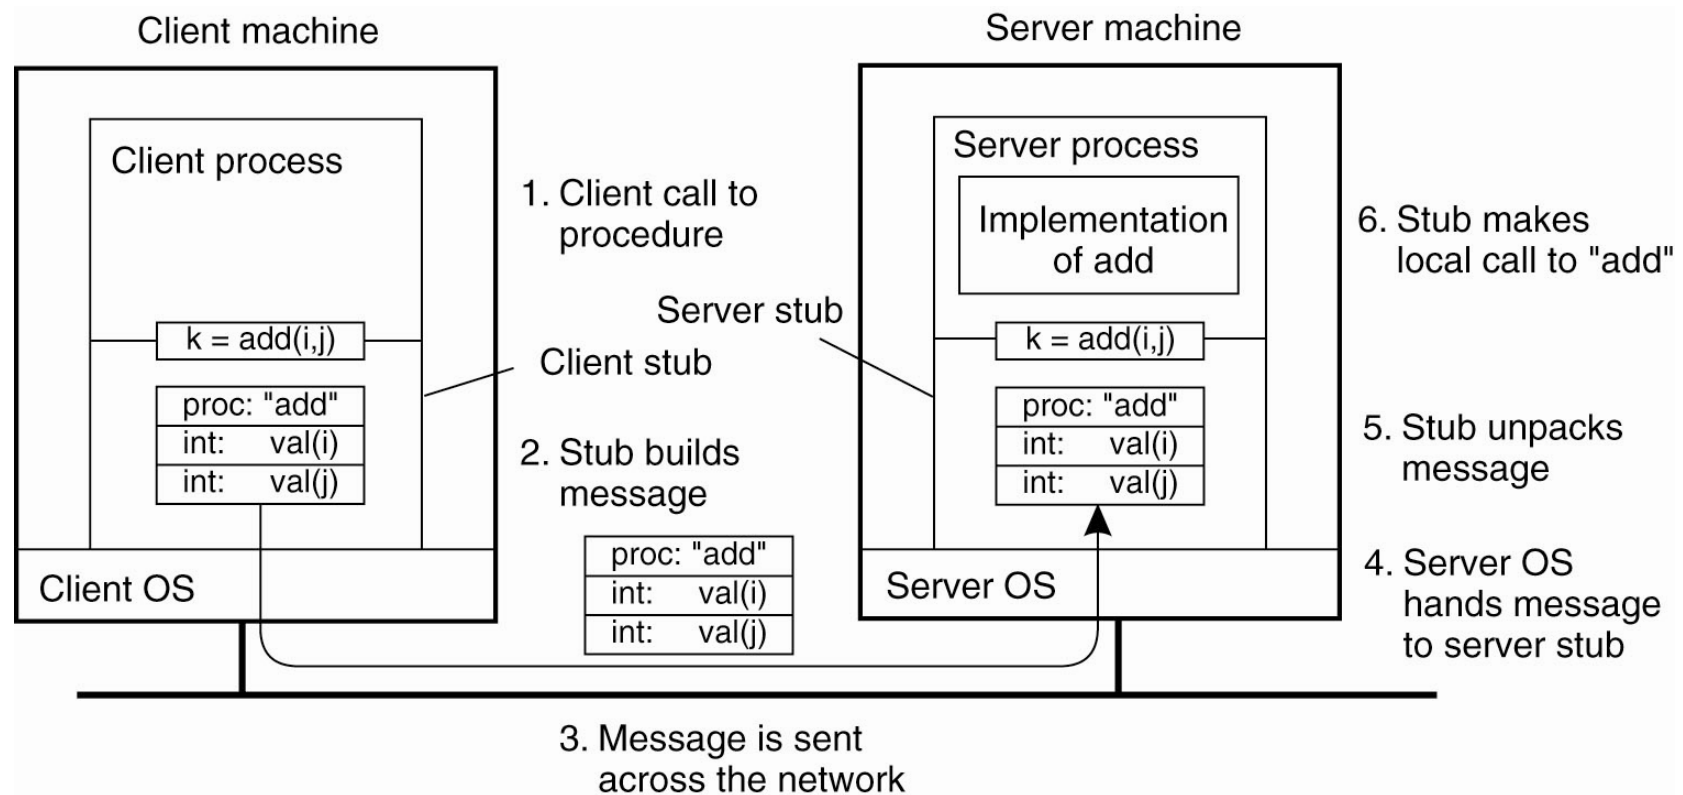 Client machine
Server machine
Client process
1. Client call to
procedure
k = add(i,j)
Client stub
proc: "add"
int: val(i)
int: val(j)
2. Stub builds
message
proc: "add"
int: val(i)
int: val(j)
Client OS
3. Message is sent
across the network
Server process
Implementation
of add
6. Stub makes
local call to "add"
Server stub
k = add(i,j)
proc: "add"
int: val(i)
int: val(j)
5. Stub unpacks
message
Server OS
4. Server OS
hands message
to server stub